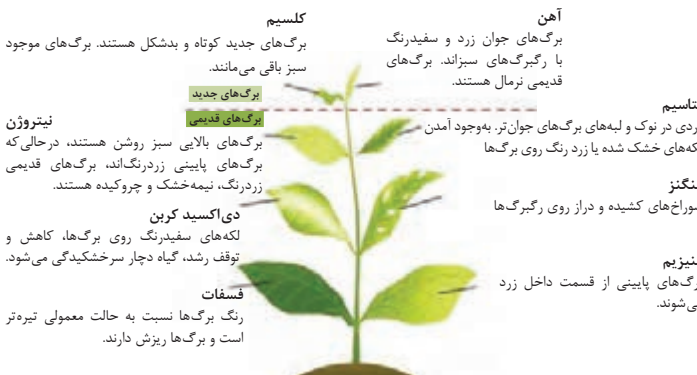 آهن
برگ‌های جوان زرد و سفیدرنگ
با رگبرگ‌های سبزاند. برگ‌های
قدیمی نرمال هستند.
تاسیم
ردی در نوک و لبه‌های برگ‌های جوان‌تر. به‌وجود آمدن
که‌های خشک شده یا زرد رنگ روی برگ‌ها
نگنز
سوراخ‌های کشیده و دراز روی رگبرگ‌ها
نیزیم
رگ‌های پایینی از قسمت داخل زرد
ی‌شوند.
کلسیم
برگ‌های جدید کوتاه و بدشکل هستند. برگ‌های موجود
سبز باقی می‌مانند.
برگ‌های جدید
برگ‌های قدیمی
نیتروژن
برگ‌های بالایی سبز روشن هستند، درحالی‌که
برگ‌های پایینی زردرنگ‌اند، برگ‌های قدیمی
زردرنگ، نیمه‌خشک و چروکیده هستند.
دی‌اکسید کربن
لکه‌های سفیدرنگ روی برگ‌ها، کاهش و
توقف رشد، گیاه دچار سرخشکیدگی می‌شود.
فسفات
رنگ برگ‌ها نسبت به حالت معمولی تیره‌تر
است و برگ‌ها ریزش دارند.